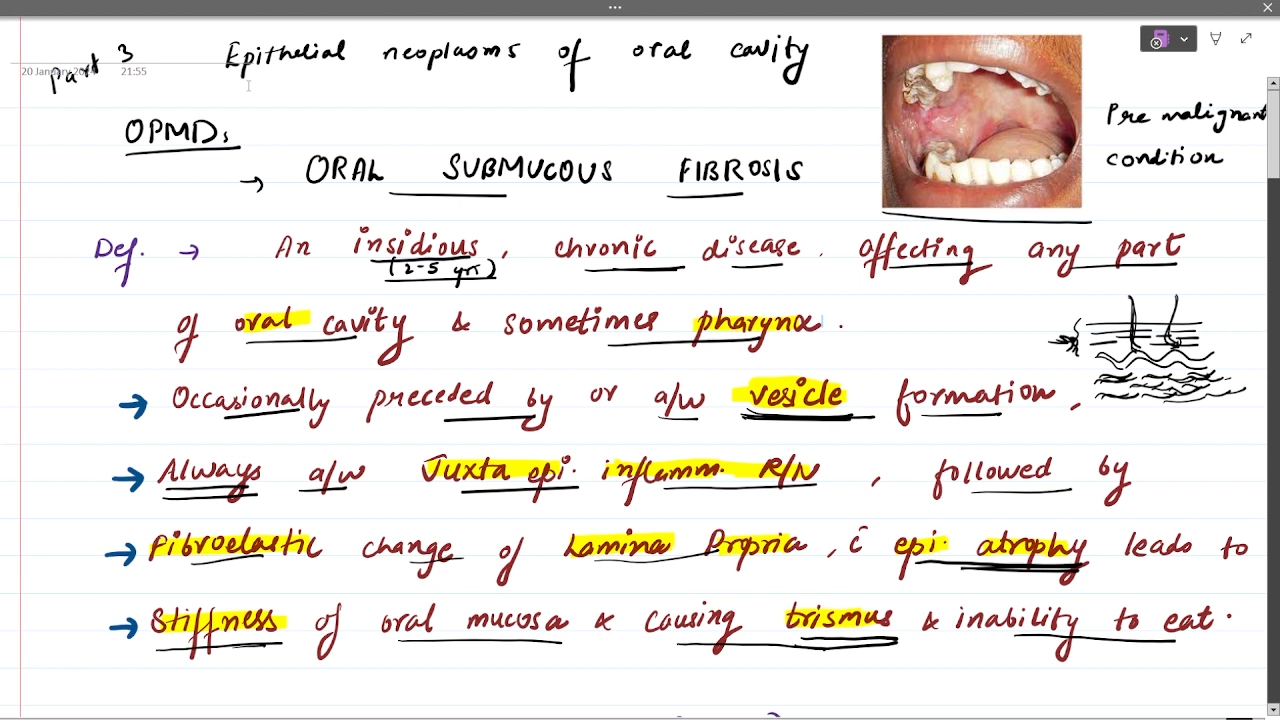 part 3 Epithelial neoplasms of oral cavity
20 January 21:55
OPMDs
→ ORAL SUBMUCOUS FIBROSIS
Pre malignant
condition
Def. → An insidious, chronic disease affecting any part
(2-5 yrs)
of oral cavity & sometimes pharynx.
→ Occasionally preceded by or a/w vesicle formation,
→ Always a/w Juxta epi. inflamm. R/N, followed by
→ Fibroelastic change of Lamina Propria, c̄ epi. atrophy leads to
→ Stiffness of oral mucosa & causing trismus & inability to eat.